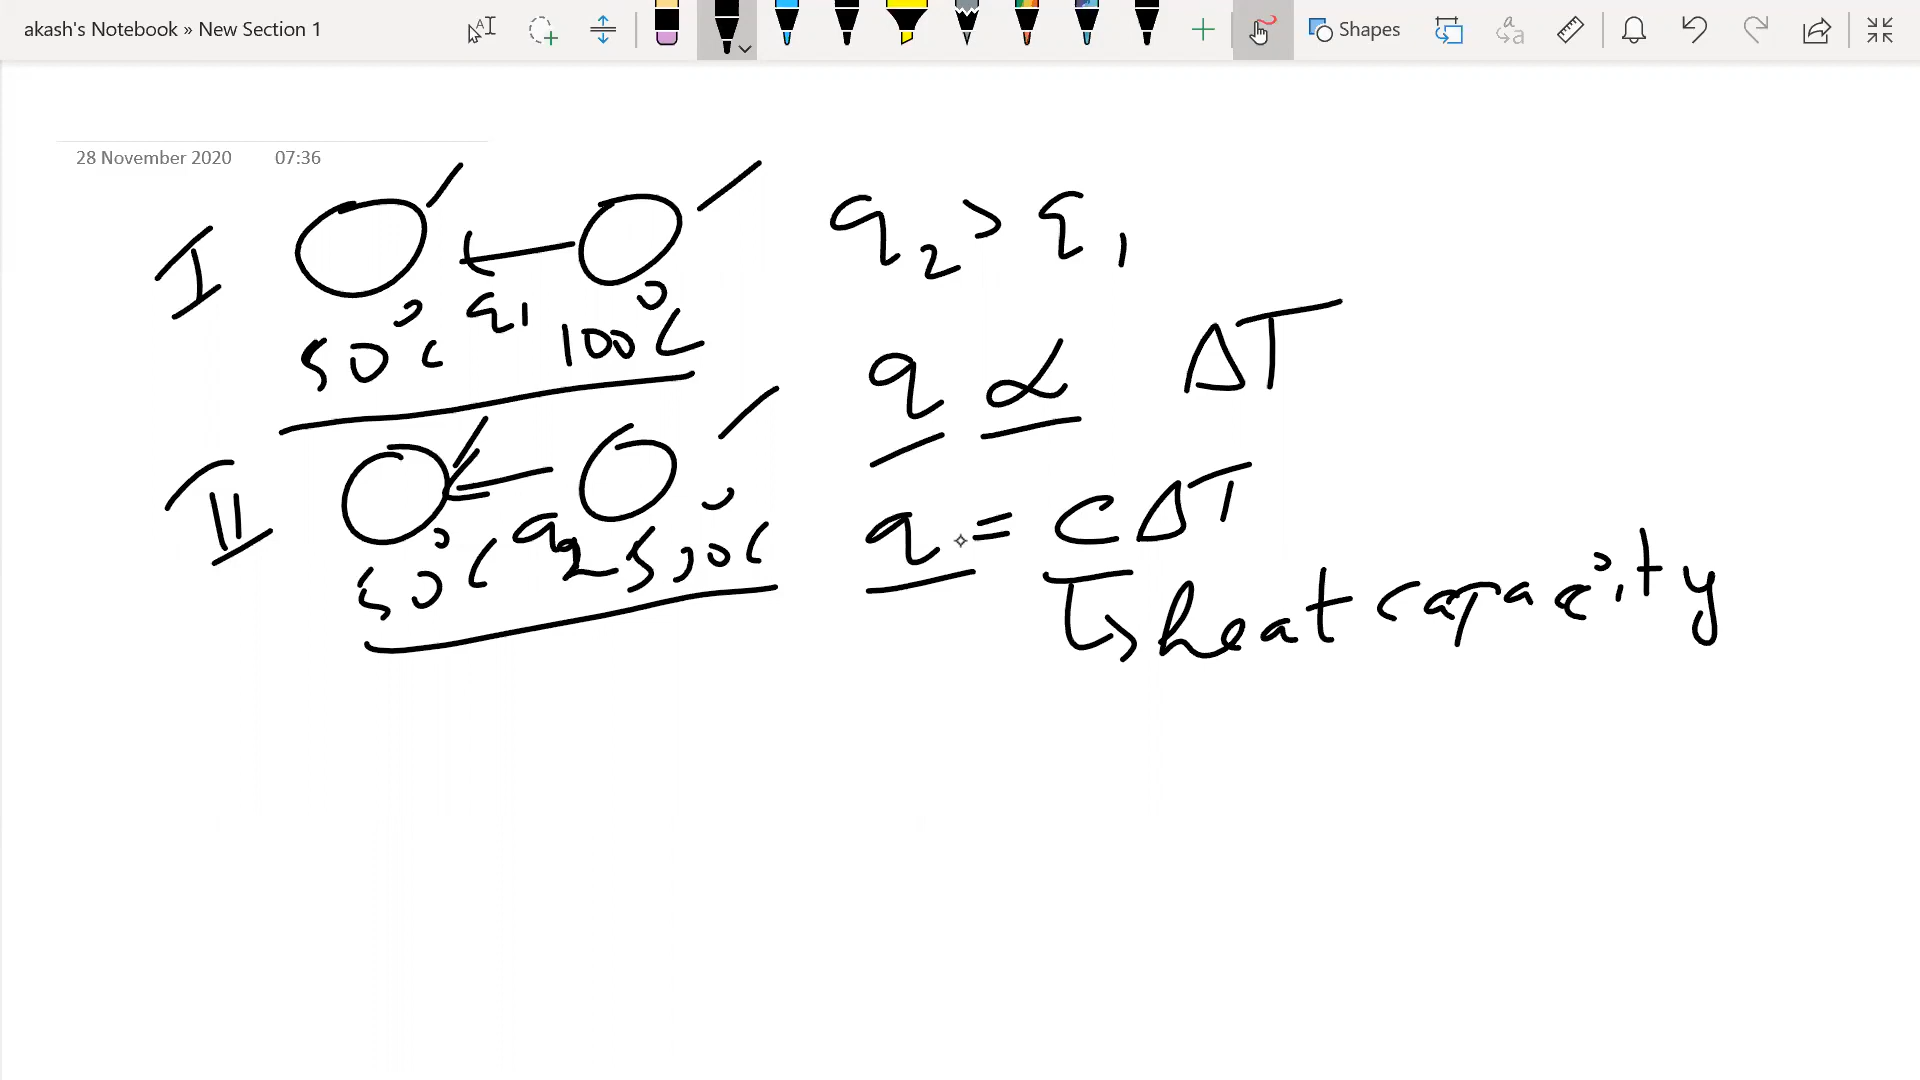 akash's Notebook » New Section 1
Shapes
28 November 2020 07:36
I
50°C q1 100°C
q2 > q1
q α ΔT
II
50°C q2 500°C
q = CΔT
↳ heat capacity